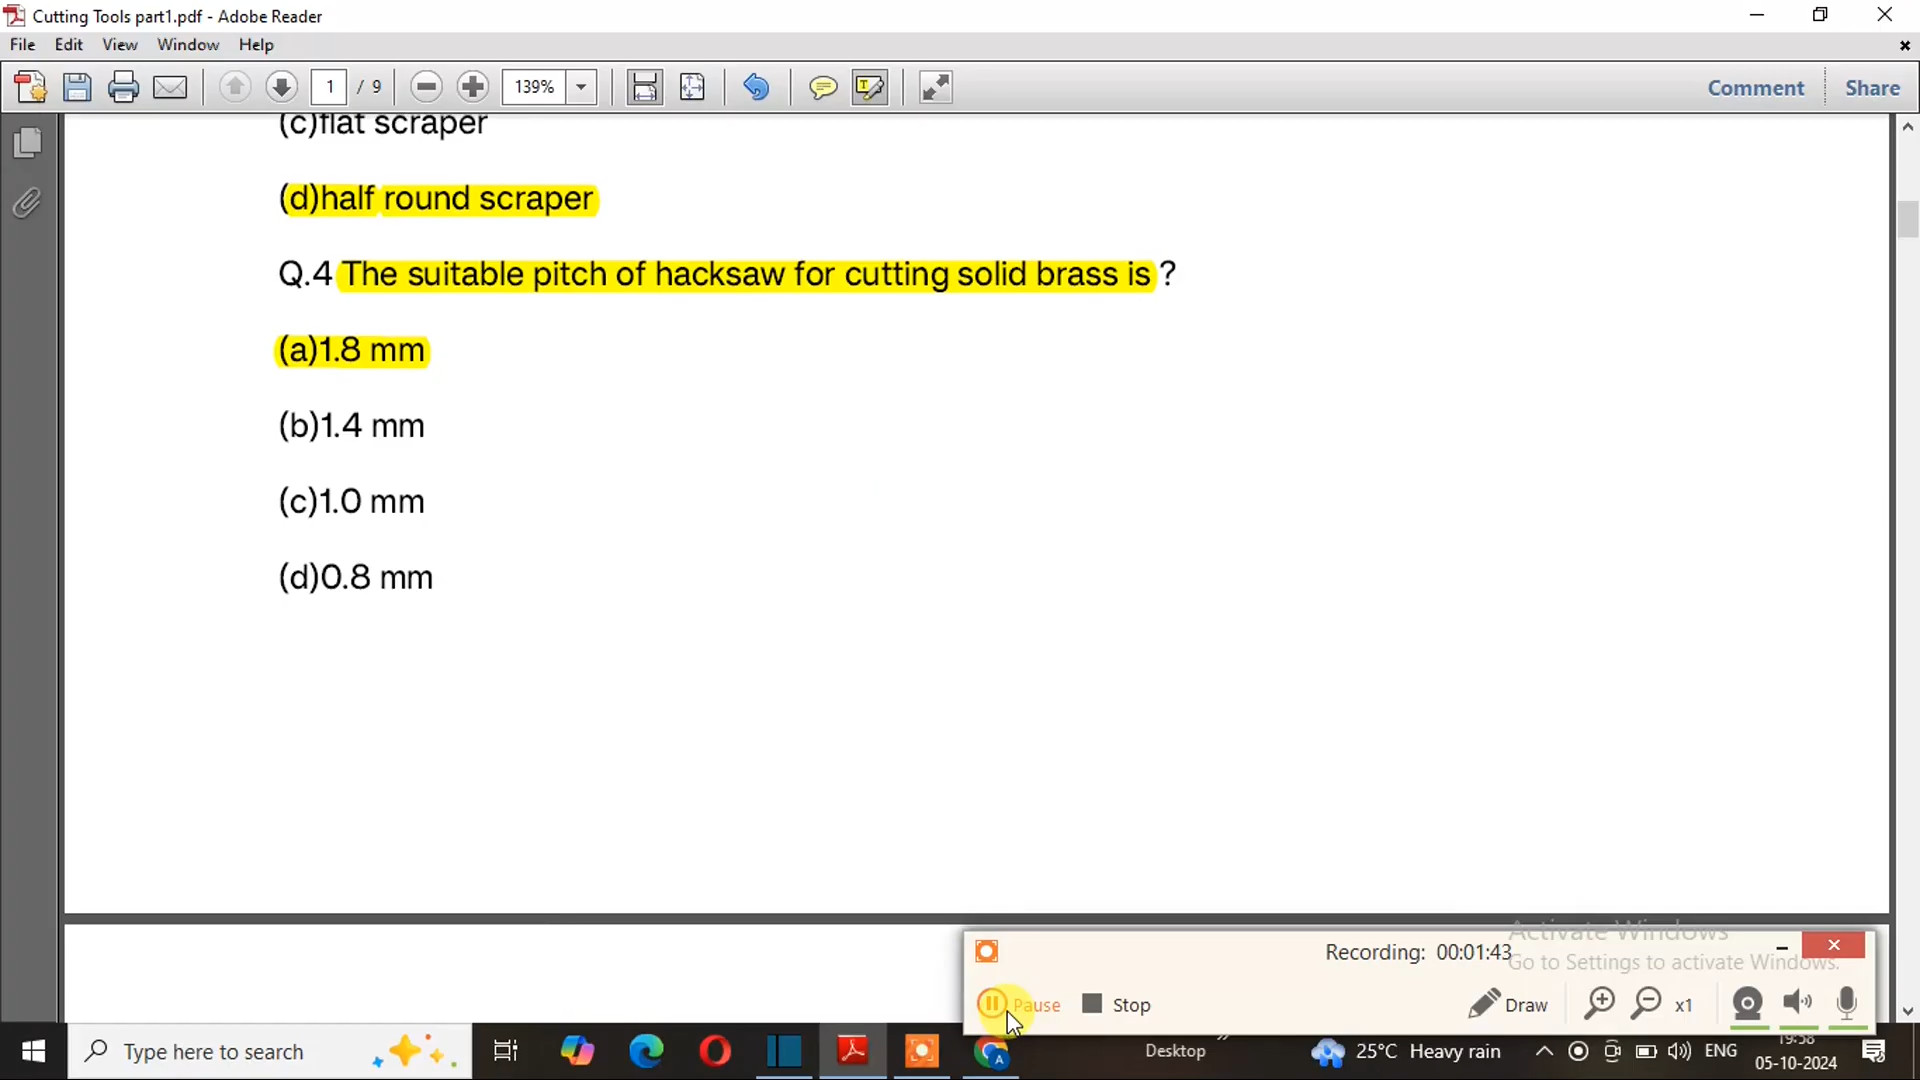 Cutting Tools part1.pdf - Adobe Reader
File Edit View Window Help
1 / 9 139% Comment Share
(c)flat scraper
(d)half round scraper
Q.4 The suitable pitch of hacksaw for cutting solid brass is ?
(a)1.8 mm
(b)1.4 mm
(c)1.0 mm
(d)0.8 mm
Activate Windows
Recording: 00:01:43
Go to Settings to activate Windows.
Pause Stop Draw x1
Type here to search Desktop 25°C Heavy rain ENG
19:58
05-10-2024